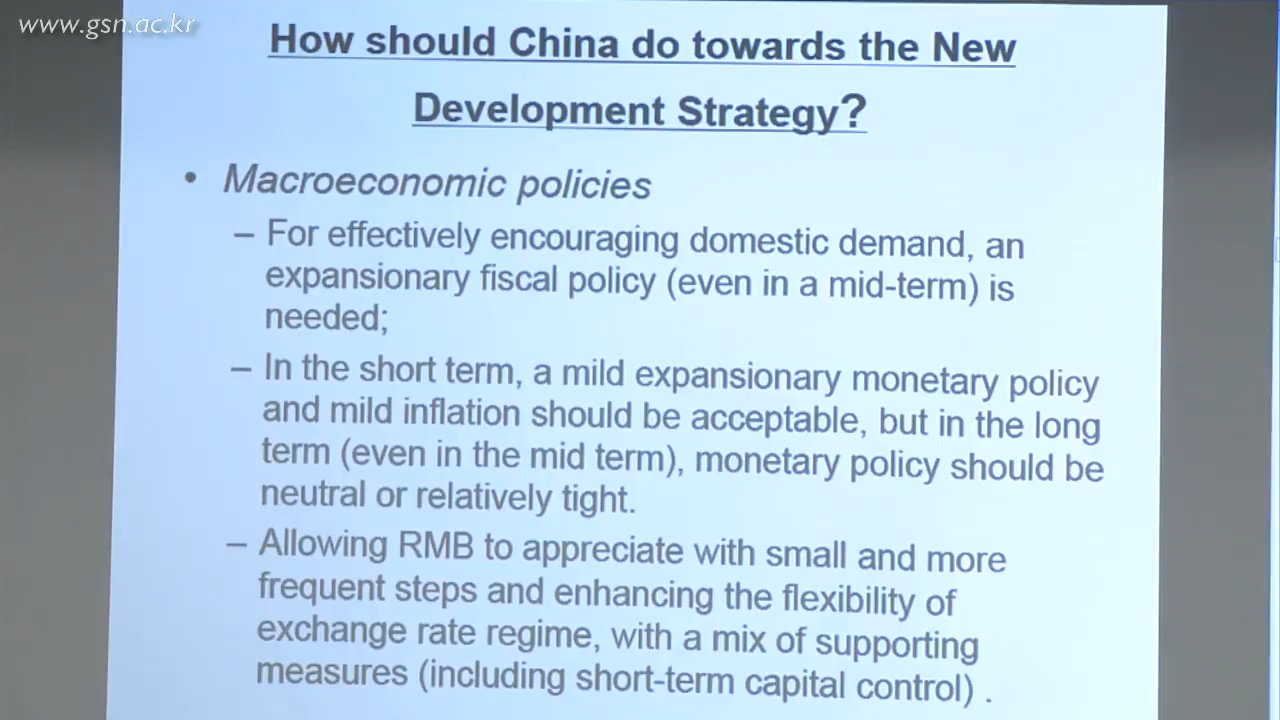 www.gsn.ac.kr
How should China do towards the New
Development Strategy?
• Macroeconomic policies
– For effectively encouraging domestic demand, an
expansionary fiscal policy (even in a mid-term) is
needed;
– In the short term, a mild expansionary monetary policy
and mild inflation should be acceptable, but in the long
term (even in the mid term), monetary policy should be
neutral or relatively tight.
– Allowing RMB to appreciate with small and more
frequent steps and enhancing the flexibility of
exchange rate regime, with a mix of supporting
measures (including short-term capital control) .